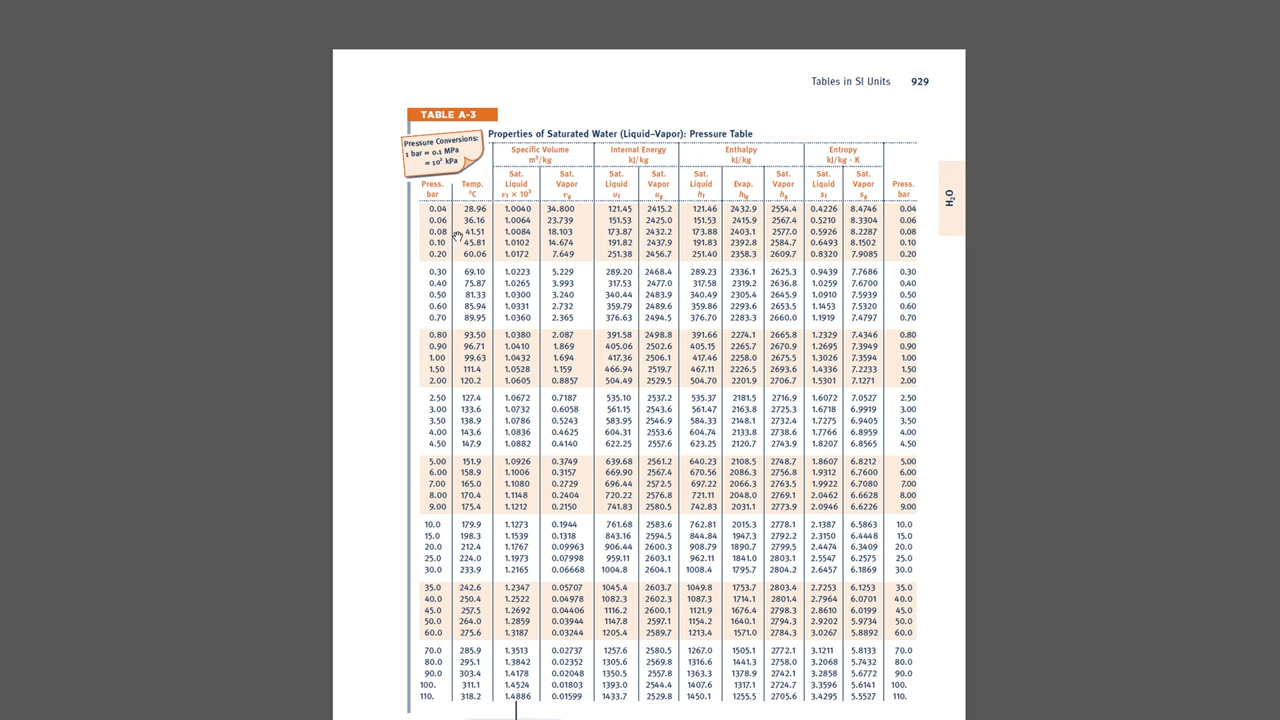 Tables in SI Units 929
TABLE A-3
Pressure Conversions:
1 bar = 0.1 MPa
= 10² kPa
Properties of Saturated Water (Liquid–Vapor): Pressure Table
Specific Volume Internal Energy Enthalpy Entropy
m³/kg kJ/kg kJ/kg kJ/kg · K
Sat. Sat. Sat. Sat. Sat. Sat. Sat. Sat.
Press. Temp. Liquid Vapor Liquid Vapor Liquid Evap. Vapor Liquid Vapor Press.
bar °C vf × 10³ vg uf ug hf hfg hg sf sg bar
0.04 28.96 1.0040 34.800 121.45 2415.2 121.46 2432.9 2554.4 0.4226 8.4746 0.04
0.06 36.16 1.0064 23.739 151.53 2425.0 151.53 2415.9 2567.4 0.5210 8.3304 0.06
0.08 41.51 1.0084 18.103 173.87 2432.2 173.88 2403.1 2577.0 0.5926 8.2287 0.08
0.10 45.81 1.0102 14.674 191.82 2437.9 191.83 2392.8 2584.7 0.6493 8.1502 0.10
0.20 60.06 1.0172 7.649 251.38 2456.7 251.40 2358.3 2609.7 0.8320 7.9085 0.20
0.30 69.10 1.0223 5.229 289.20 2468.4 289.23 2336.1 2625.3 0.9439 7.7686 0.30
0.40 75.87 1.0265 3.993 317.53 2477.0 317.58 2319.2 2636.8 1.0259 7.6700 0.40
0.50 81.33 1.0300 3.240 340.44 2483.9 340.49 2305.4 2645.9 1.0910 7.5939 0.50
0.60 85.94 1.0331 2.732 359.79 2489.6 359.86 2293.6 2653.5 1.1453 7.5320 0.60
0.70 89.95 1.0360 2.365 376.63 2494.5 376.70 2283.3 2660.0 1.1919 7.4797 0.70
0.80 93.50 1.0380 2.087 391.58 2498.8 391.66 2274.1 2665.8 1.2329 7.4346 0.80
0.90 96.71 1.0410 1.869 405.06 2502.6 405.15 2265.7 2670.9 1.2695 7.3949 0.90
1.00 99.63 1.0432 1.694 417.36 2506.1 417.46 2258.0 2675.5 1.3026 7.3594 1.00
1.50 111.4 1.0528 1.159 466.94 2519.7 467.11 2226.5 2693.6 1.4336 7.2233 1.50
2.00 120.2 1.0605 0.8857 504.49 2529.5 504.70 2201.9 2706.7 1.5301 7.1271 2.00
2.50 127.4 1.0672 0.7187 535.10 2537.2 535.37 2181.5 2716.9 1.6072 7.0527 2.50
3.00 133.6 1.0732 0.6058 561.15 2543.6 561.47 2163.8 2725.3 1.6718 6.9919 3.00
3.50 138.9 1.0786 0.5243 583.95 2546.9 584.33 2148.1 2732.4 1.7275 6.9405 3.50
4.00 143.6 1.0836 0.4625 604.31 2553.6 604.74 2133.8 2738.6 1.7766 6.8959 4.00
4.50 147.9 1.0882 0.4140 622.25 2557.6 623.25 2120.7 2743.9 1.8207 6.8565 4.50
5.00 151.9 1.0926 0.3749 639.68 2561.2 640.23 2108.5 2748.7 1.8607 6.8212 5.00
6.00 158.9 1.1006 0.3157 669.90 2567.4 670.56 2086.3 2756.8 1.9312 6.7600 6.00
7.00 165.0 1.1080 0.2729 696.44 2572.5 697.22 2066.3 2763.5 1.9922 6.7080 7.00
8.00 170.4 1.1148 0.2404 720.22 2576.8 721.11 2048.0 2769.1 2.0462 6.6628 8.00
9.00 175.4 1.1212 0.2150 741.83 2580.5 742.83 2031.1 2773.9 2.0946 6.6226 9.00
10.0 179.9 1.1273 0.1944 761.68 2583.6 762.81 2015.3 2778.1 2.1387 6.5863 10.0
15.0 198.3 1.1539 0.1318 843.16 2594.5 844.84 1947.3 2792.2 2.3150 6.4448 15.0
20.0 212.4 1.1767 0.09963 906.44 2600.3 908.79 1890.7 2799.5 2.4474 6.3409 20.0
25.0 224.0 1.1973 0.07998 959.11 2603.1 962.11 1841.0 2803.1 2.5547 6.2575 25.0
30.0 233.9 1.2165 0.06668 1004.8 2604.1 1008.4 1795.7 2804.2 2.6457 6.1869 30.0
35.0 242.6 1.2347 0.05707 1045.4 2603.7 1049.8 1753.7 2803.4 2.7253 6.1253 35.0
40.0 250.4 1.2522 0.04978 1082.3 2602.3 1087.3 1714.1 2801.4 2.7964 6.0701 40.0
45.0 257.5 1.2692 0.04406 1116.2 2600.1 1121.9 1676.4 2798.3 2.8610 6.0199 45.0
50.0 264.0 1.2859 0.03944 1147.8 2597.1 1154.2 1640.1 2794.3 2.9202 5.9734 50.0
60.0 275.6 1.3187 0.03244 1205.4 2589.7 1213.4 1571.0 2784.3 3.0267 5.8892 60.0
70.0 285.9 1.3513 0.02737 1257.6 2580.5 1267.0 1505.1 2772.1 3.1211 5.8133 70.0
80.0 295.1 1.3842 0.02352 1305.6 2569.8 1316.6 1441.3 2758.0 3.2068 5.7432 80.0
90.0 303.4 1.4178 0.02048 1350.5 2557.8 1363.3 1378.9 2742.1 3.2858 5.6772 90.0
100. 311.1 1.4524 0.01803 1393.0 2544.4 1407.6 1317.1 2724.7 3.3596 5.6141 100.
110. 318.2 1.4886 0.01599 1433.7 2529.8 1450.1 1255.5 2705.6 3.4295 5.5527 110.
H₂O